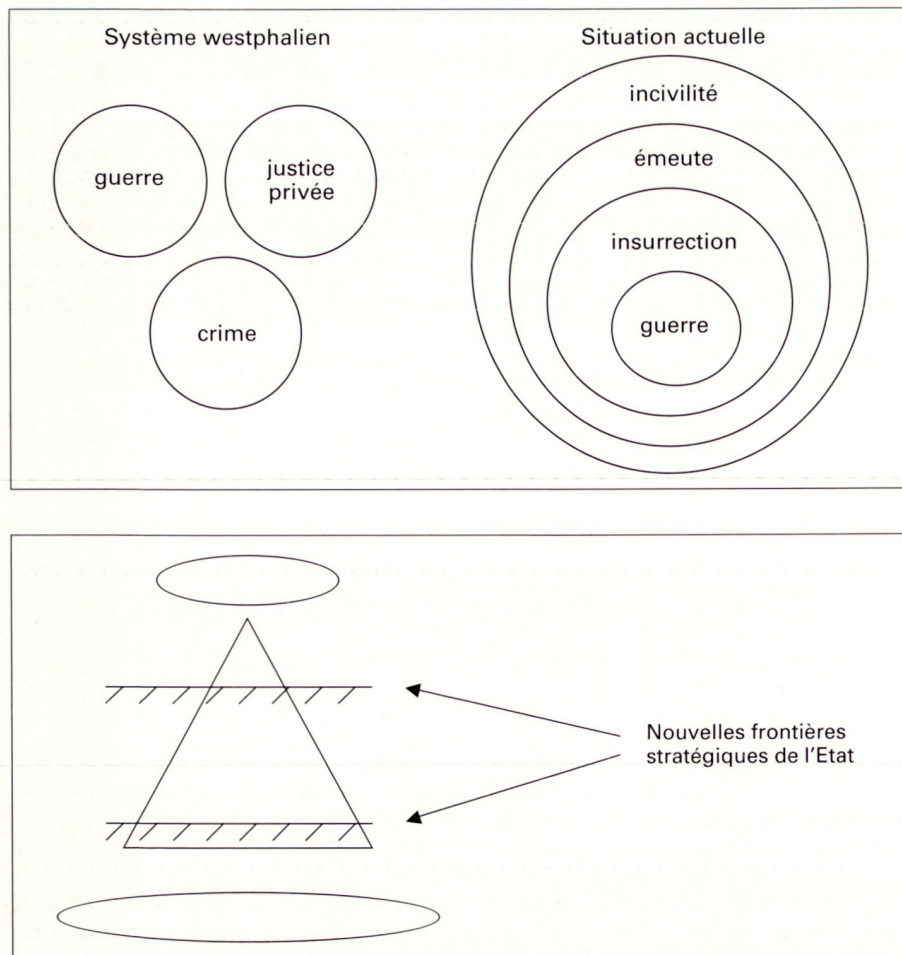 Système westphalien
Situation actuelle
guerre
justice
privée
crime
incivilité
émeute
insurrection
guerre
Nouvelles frontières
stratégiques de l'Etat